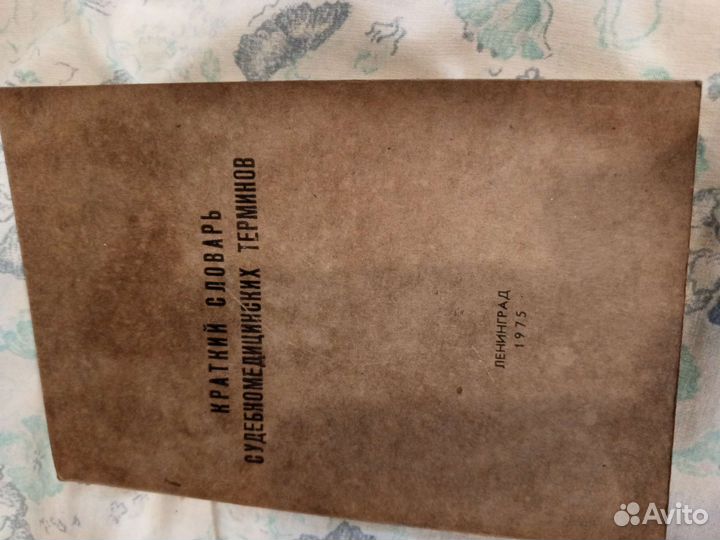 КРАТКИЙ СЛОВАРЬ
СУДЕБНОМЕДИЦИНСКИХ ТЕРМИНОВ
ЛЕНИНГРАД
1975
Avito